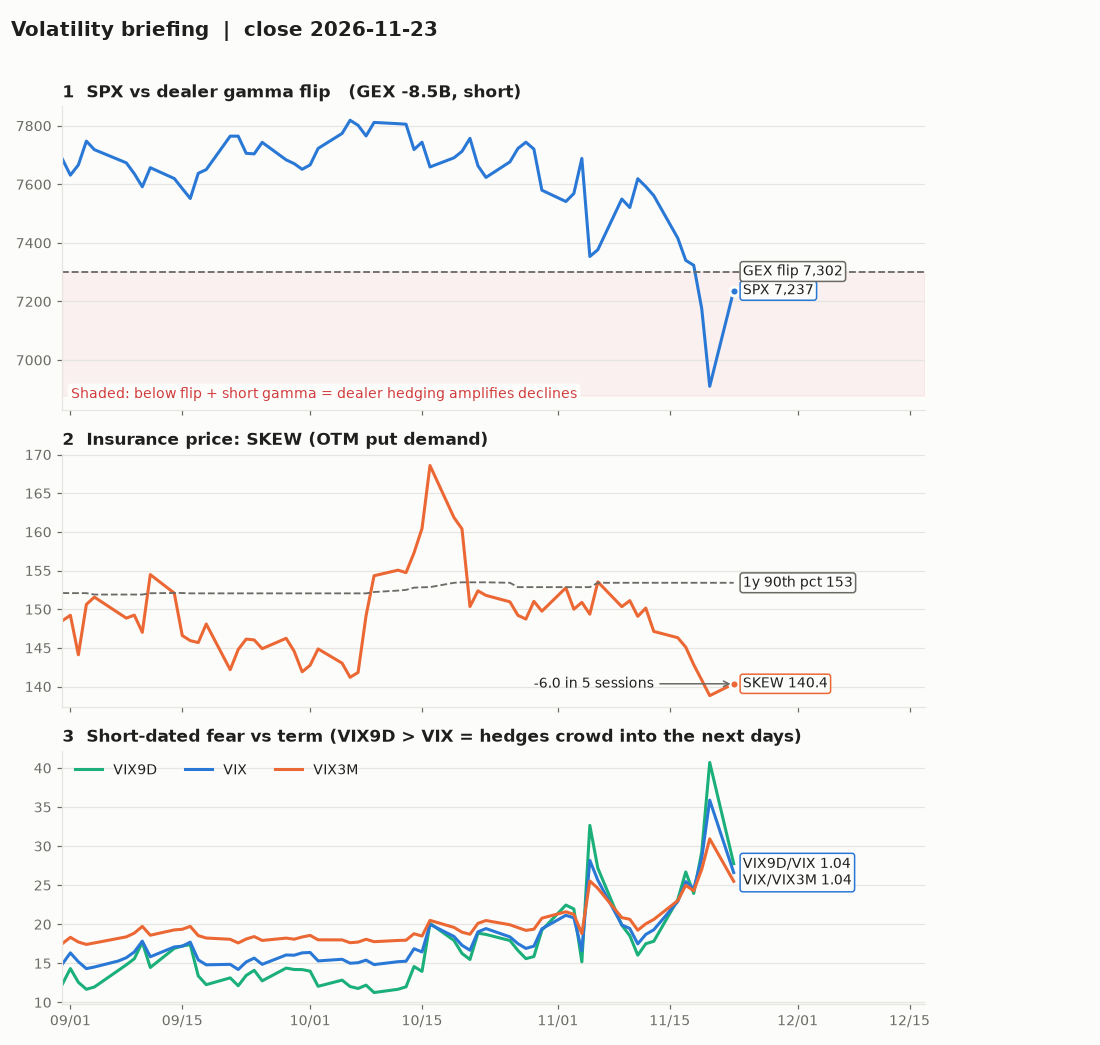 Volatility briefing | close 2026-11-23
1 SPX vs dealer gamma flip (GEX -8.5B, short)
7800
7600
7400
7200
7000
GEX flip 7,302
SPX 7,237
Shaded: below flip + short gamma = dealer hedging amplifies declines
2 Insurance price: SKEW (OTM put demand)
170
165
160
155
150
145
140
1y 90th pct 153
-6.0 in 5 sessions
SKEW 140.4
3 Short-dated fear vs term (VIX9D > VIX = hedges crowd into the next days)
VIX9D VIX VIX3M
40
35
30
25
20
15
10
VIX9D/VIX 1.04
VIX/VIX3M 1.04
09/01 09/15 10/01 10/15 11/01 11/15 12/01 12/15